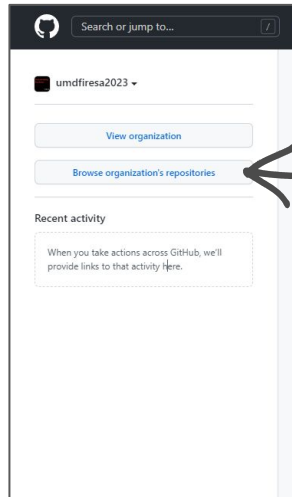 Search or jump to...
/
umdfiresa2023
View organization
Browse organization's repositories
Recent activity
When you take actions across GitHub, we'll
provide links to that activity here.